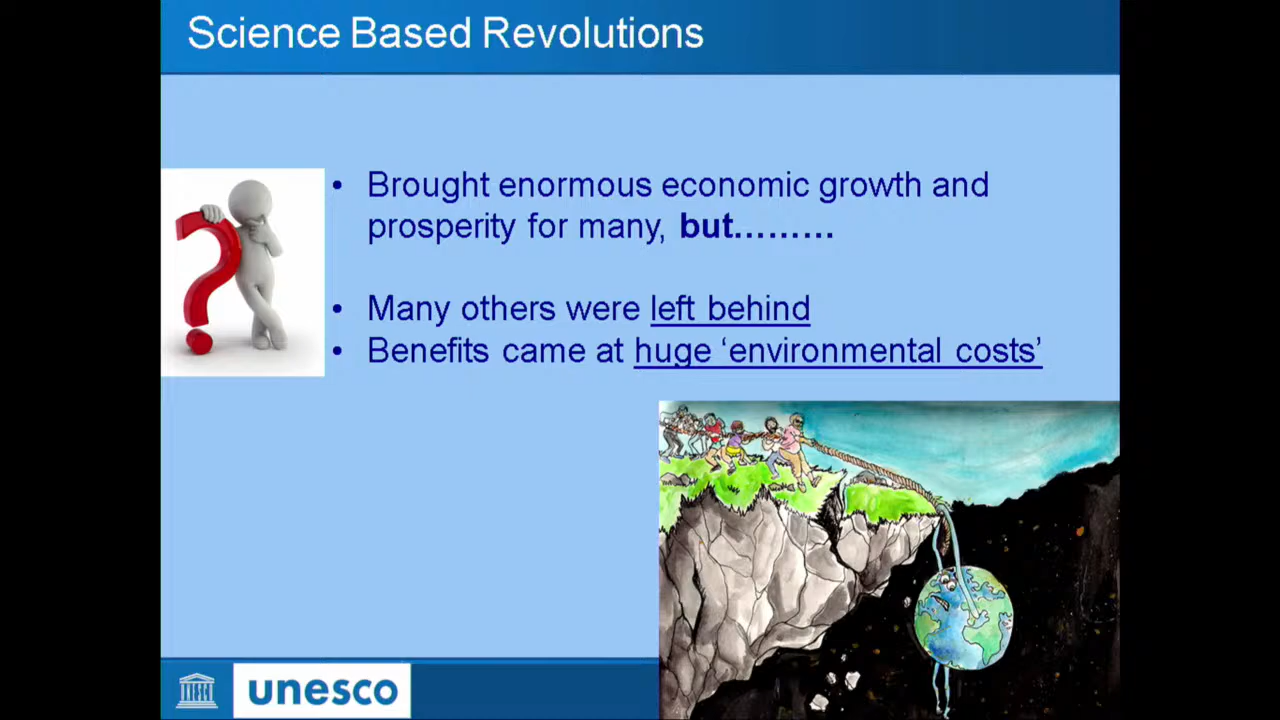 Science Based Revolutions
• Brought enormous economic growth and
prosperity for many, but………
• Many others were left behind
• Benefits came at huge ‘environmental costs’
unesco